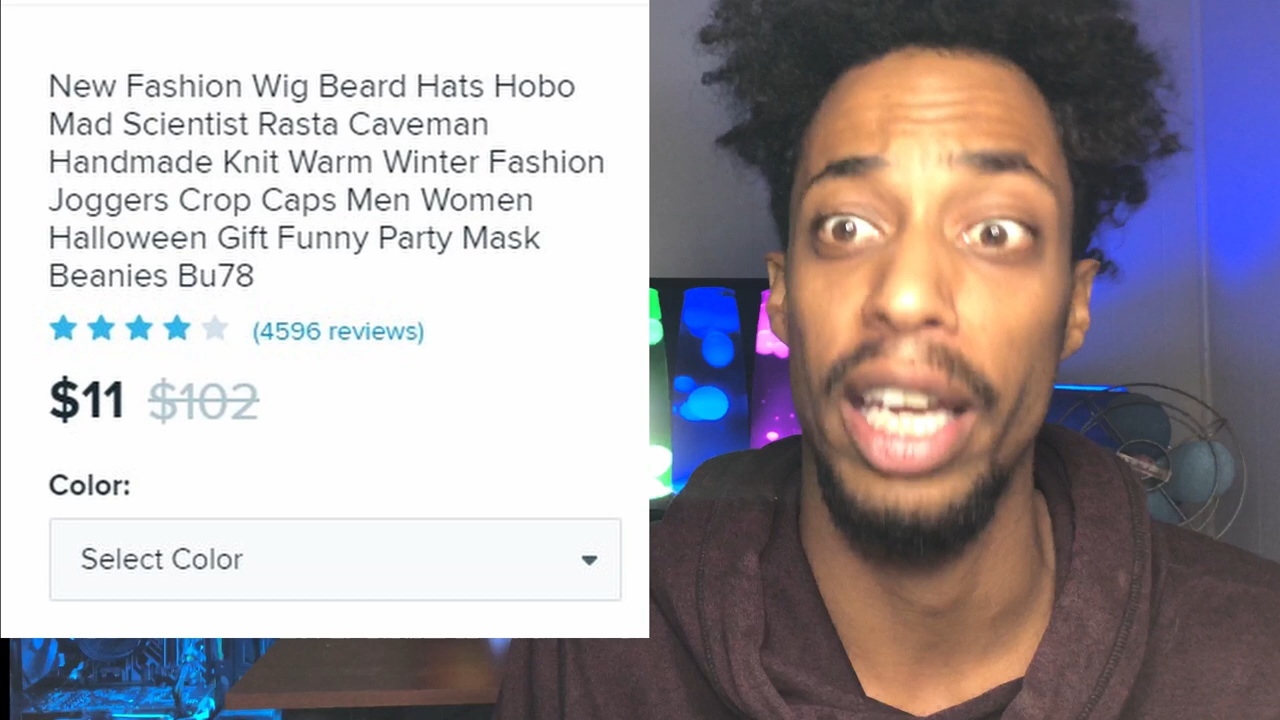 New Fashion Wig Beard Hats Hobo
Mad Scientist Rasta Caveman
Handmade Knit Warm Winter Fashion
Joggers Crop Caps Men Women
Halloween Gift Funny Party Mask
Beanies Bu78
(4596 reviews)
$11 $102
Color:
Select Color